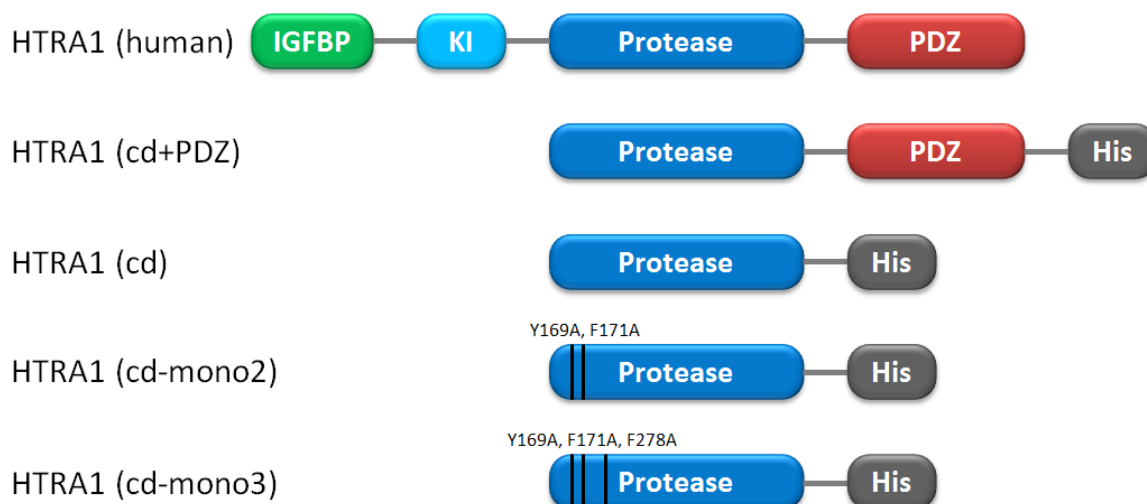 HTRA1 (human) IGFBP KI Protease PDZ
HTRA1 (cd+PDZ) Protease PDZ His
HTRA1 (cd) Protease His
Y169A, F171A
HTRA1 (cd-mono2) Protease His
Y169A, F171A, F278A
HTRA1 (cd-mono3) Protease His